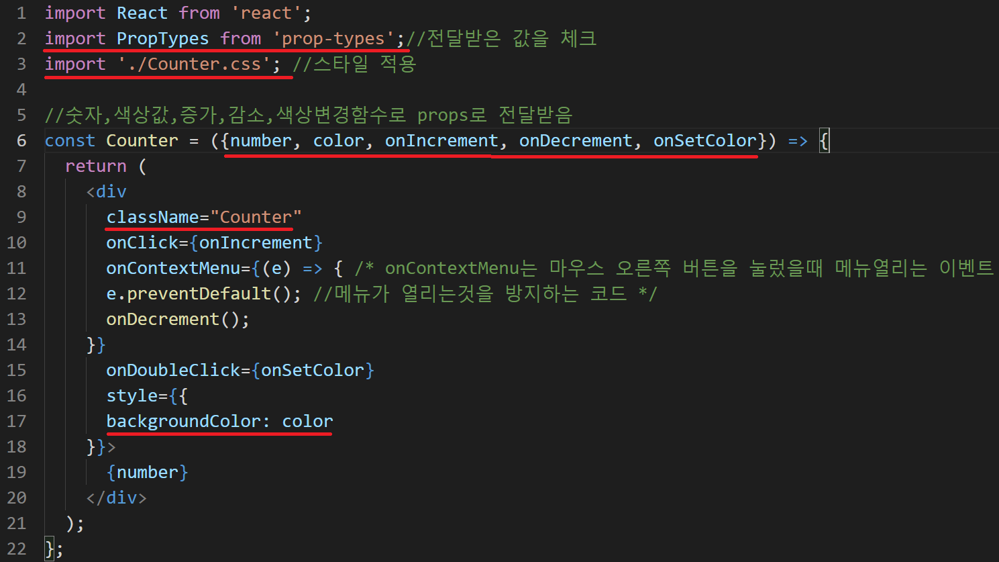 1 import React from 'react';
2 import PropTypes from 'prop-types';//전달받은 값을 체크
3 import './Counter.css'; //스타일 적용
4
5 //숫자,색상값,증가,감소,색상변경함수로 props로 전달받음
6 const Counter = ({number, color, onIncrement, onDecrement, onSetColor}) => {
7   return (
8     <div
9       className="Counter"
10       onClick={onIncrement}
11       onContextMenu={(e) => { /* onContextMenu는 마우스 오른쪽 버튼을 눌렀을때 메뉴열리는 이벤트
12       e.preventDefault(); //메뉴가 열리는것을 방지하는 코드 */
13       onDecrement();
14     }}
15       onDoubleClick={onSetColor}
16       style={{
17       backgroundColor: color
18     }}>
19       {number}
20     </div>
21   );
22 };